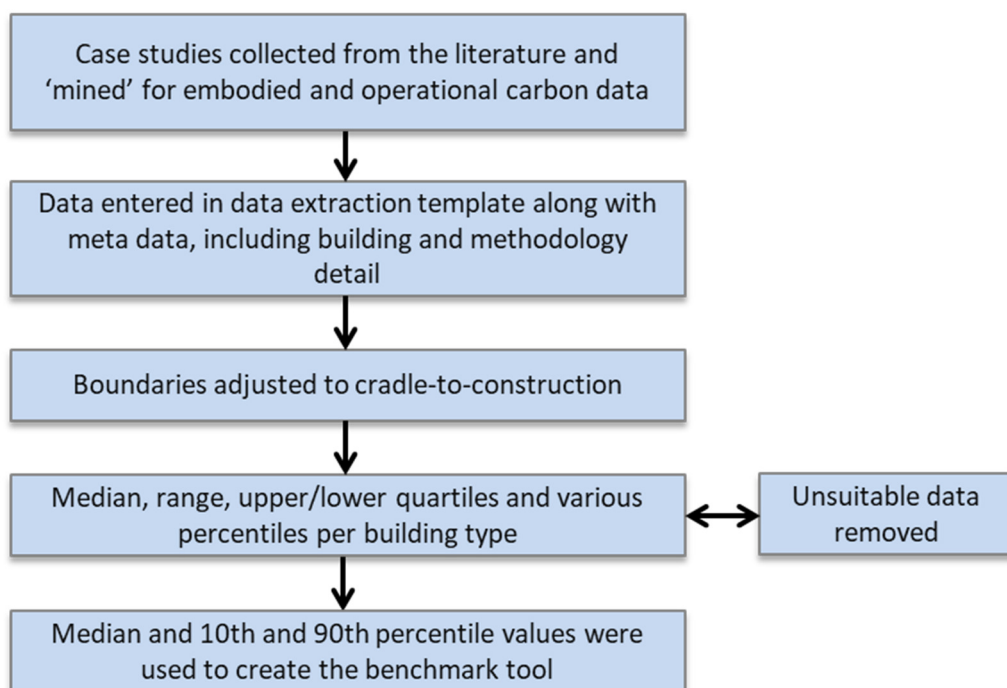 Case studies collected from the literature and
‘mined’ for embodied and operational carbon data
Data entered in data extraction template along with
meta data, including building and methodology
detail
Boundaries adjusted to cradle-to-construction
Median, range, upper/lower quartiles and various
percentiles per building type
Unsuitable data
removed
Median and 10th and 90th percentile values were
used to create the benchmark tool